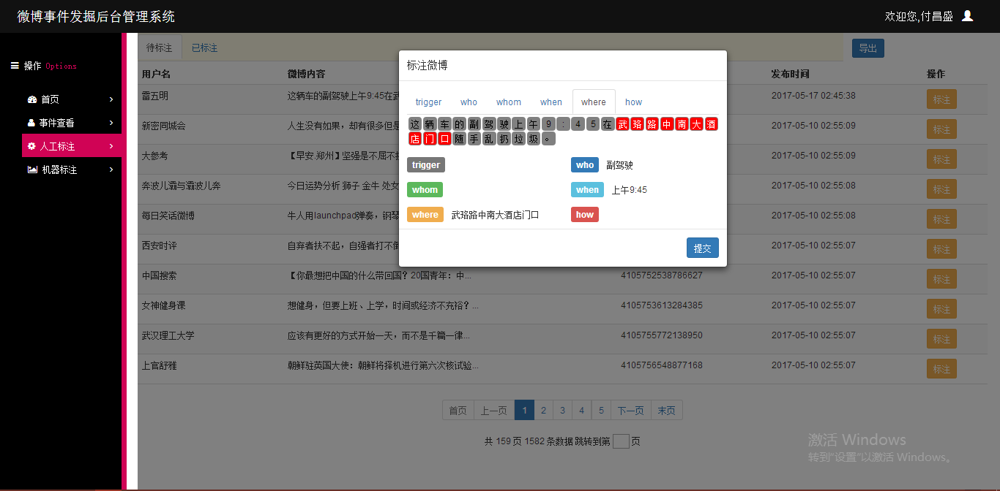 微博事件发掘后台管理系统
欢迎您,付昌盛
操作 Options
首页
事件查看
人工标注
机器标注
待标注 已标注 导出
用户名 微博内容 发布时间 操作
雷五明 这辆车的副驾驶上午9:45在武 2017-05-17 02:45:38 标注
新密同城会 人生没有如果，却有很多但是 2017-05-10 02:55:09 标注
大参考 【早安.郑州】坚强是不屈不挠 2017-05-10 02:55:09 标注
奔波儿灞与灞波儿奔 今日运势分析 狮子 金牛 处女 2017-05-10 02:55:08 标注
每日笑话微博 牛人用launchpad弹奏，钢琴 2017-05-10 02:55:08 标注
西安时评 自弃者扶不起，自强者打不倒 2017-05-10 02:55:07 标注
中国搜索 【你最想把中国的什么带回国？20国青年：中... 4105752538786627 2017-05-10 02:55:07 标注
女神健身课 想健身，但要上班、上学，时间或经济不充裕？... 4105753613284385 2017-05-10 02:55:07 标注
武汉理工大学 应该有更好的方式开始一天，而不是千篇一律... 4105755772138950 2017-05-10 02:55:07 标注
上官舒雅 朝鲜驻英国大使：朝鲜将择机进行第六次核试验... 4105756548877168 2017-05-10 02:55:07 标注
标注微博
trigger who whom when where how
这辆车的副驾驶上午9:45在武珞路中南大酒
店门口随手乱扔垃圾。
trigger who 副驾驶
whom when 上午9:45
where 武珞路中南大酒店门口 how
提交
首页 上一页 1 2 3 4 5 下一页 末页
共 159 页 1582 条数据 跳转到第 页
激活 Windows
转到“设置”以激活 Windows。